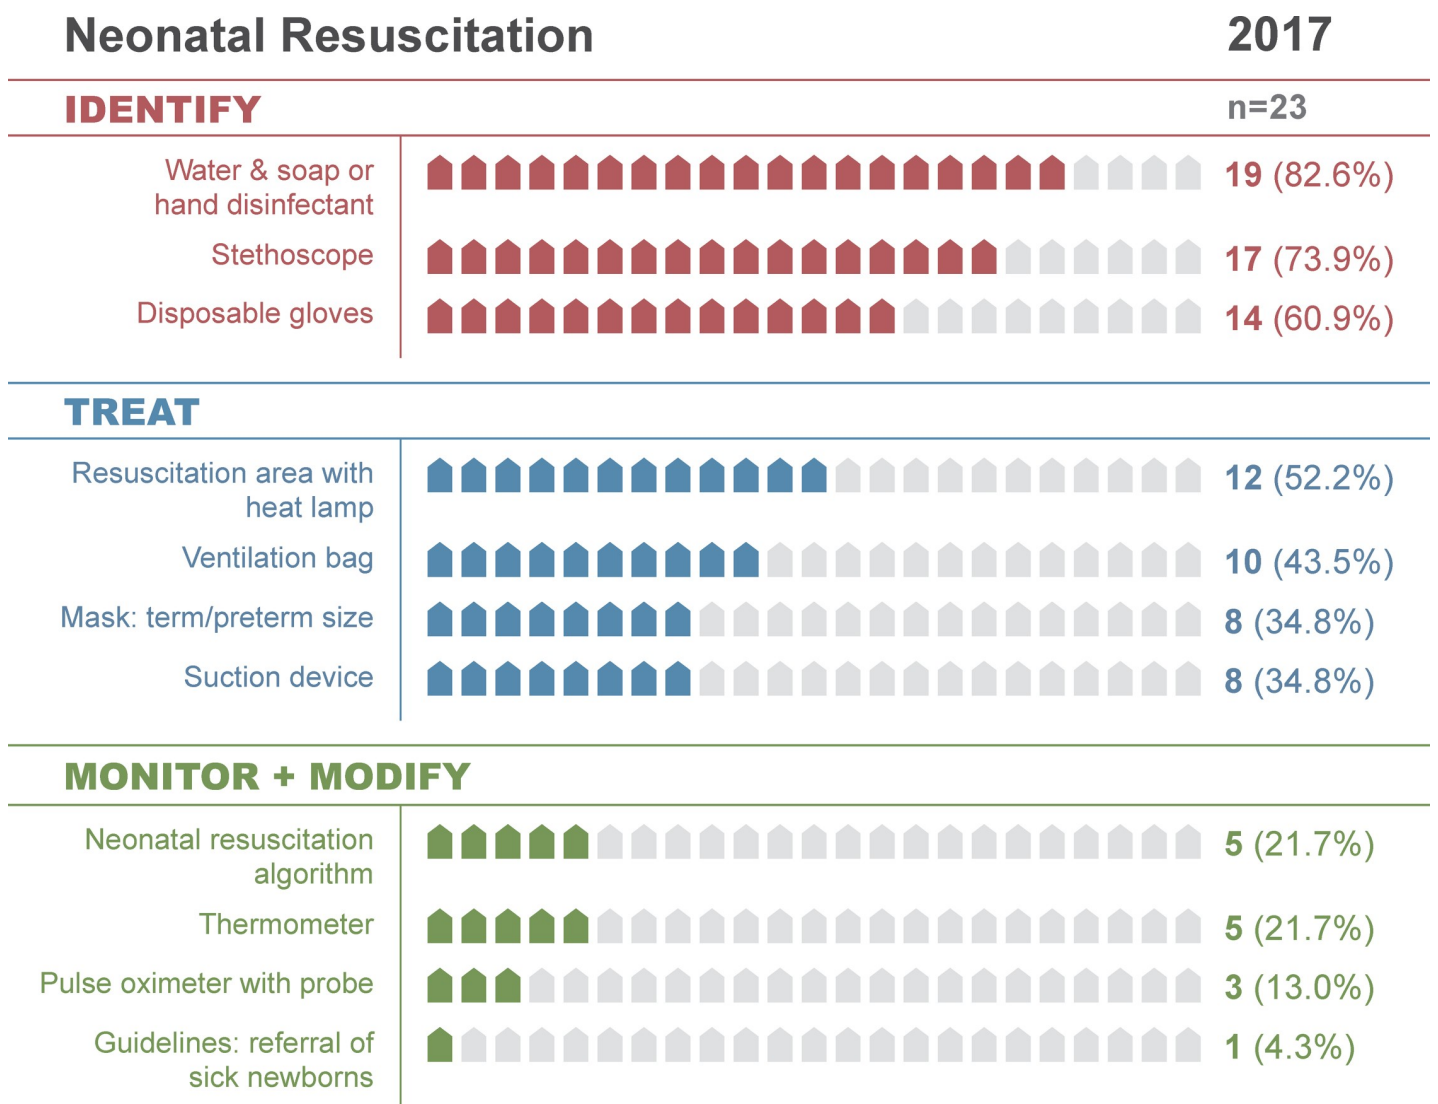 Neonatal Resuscitation 2017
IDENTIFY n=23
Water & soap or
hand disinfectant 19 (82.6%)
Stethoscope 17 (73.9%)
Disposable gloves 14 (60.9%)
TREAT
Resuscitation area with
heat lamp 12 (52.2%)
Ventilation bag 10 (43.5%)
Mask: term/preterm size 8 (34.8%)
Suction device 8 (34.8%)
MONITOR + MODIFY
Neonatal resuscitation
algorithm 5 (21.7%)
Thermometer 5 (21.7%)
Pulse oximeter with probe 3 (13.0%)
Guidelines: referral of
sick newborns 1 (4.3%)